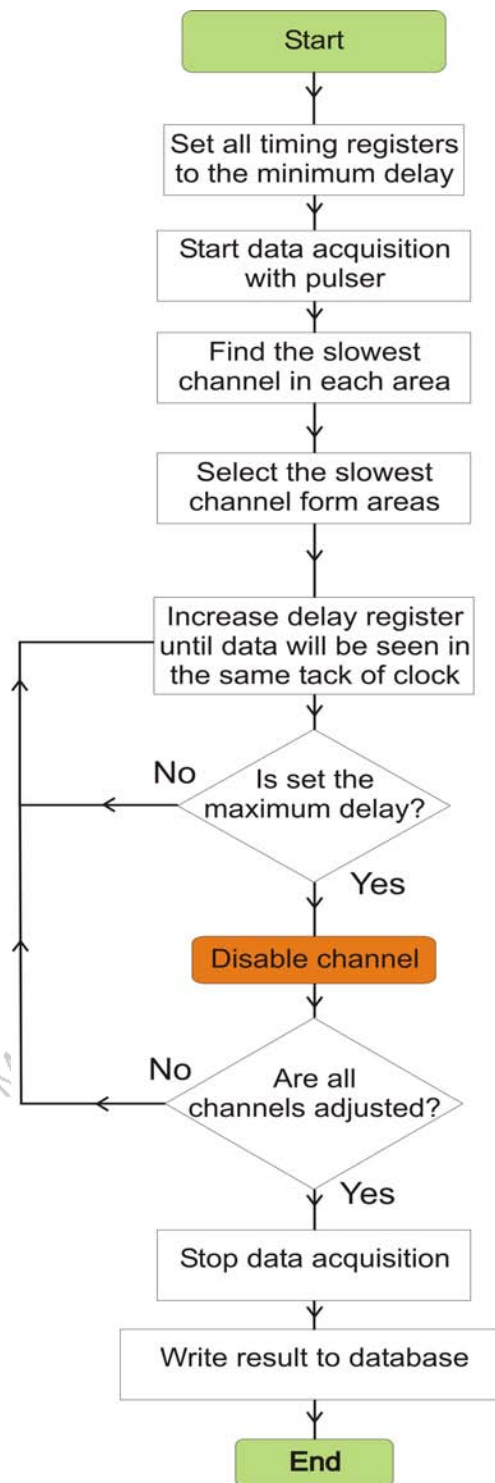 Start
Set all timing registers
to the minimum delay
Start data acquisition
with pulser
Find the slowest
channel in each area
Select the slowest
channel form areas
Increase delay register
until data will be seen in
the same tack of clock
No
Is set the
maximum delay?
Yes
Disable channel
No
Are all
channels adjusted?
Yes
Stop data acquisition
Write result to database
End